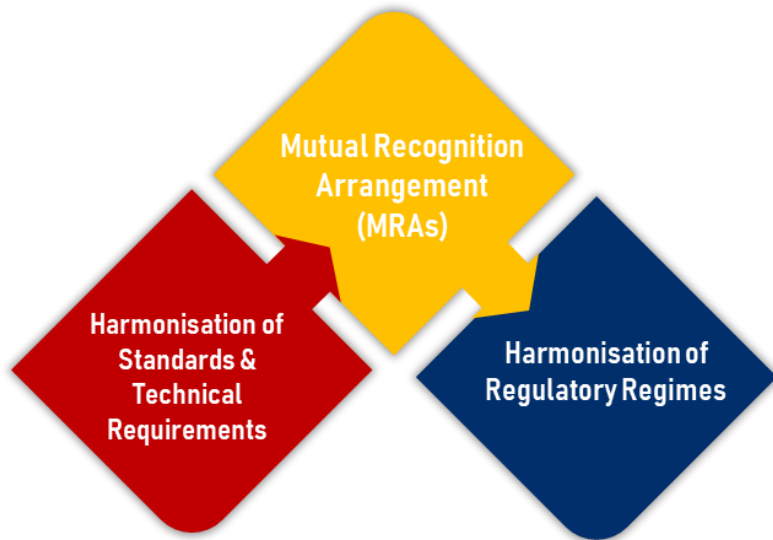 Mutual Recognition
Arrangement
(MRAs)
Harmonisation of
Standards &
Technical
Requirements
Harmonisation of
Regulatory Regimes